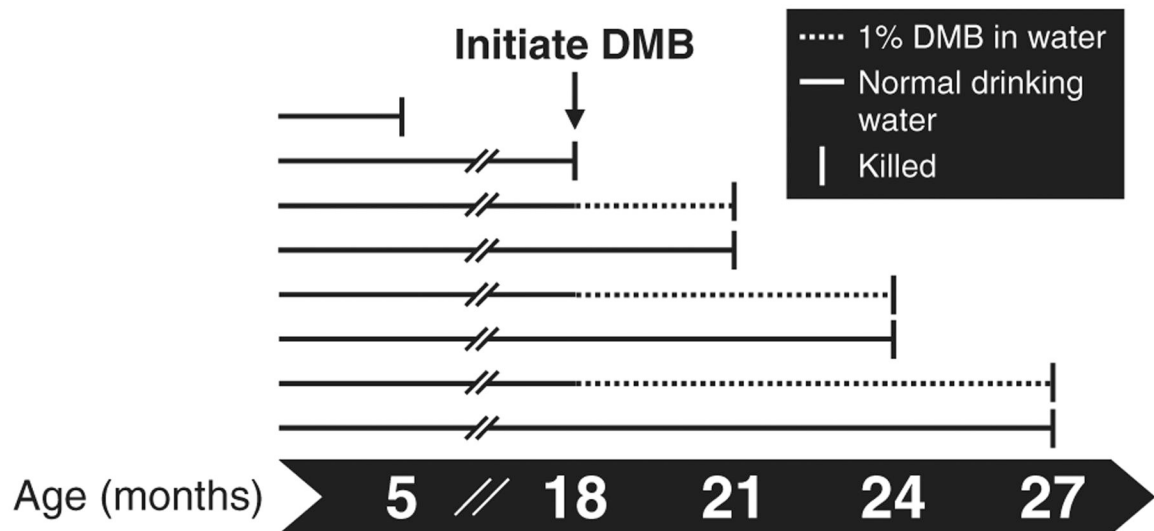 Initiate DMB
1% DMB in water
Normal drinking
water
Killed
Age (months) 5 // 18 21 24 27